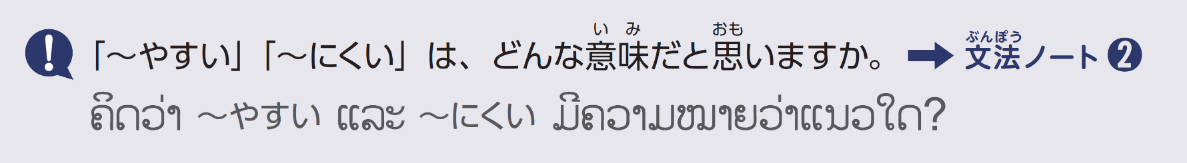 ! 「～やすい」「～にくい」は、どんな意味だと思いますか。 ➡ 文法ノート ❷
ຄິດວ່າ ～やすい ແລະ ～にくい ມີຄວາມໝາຍວ່າແນວໃດ?